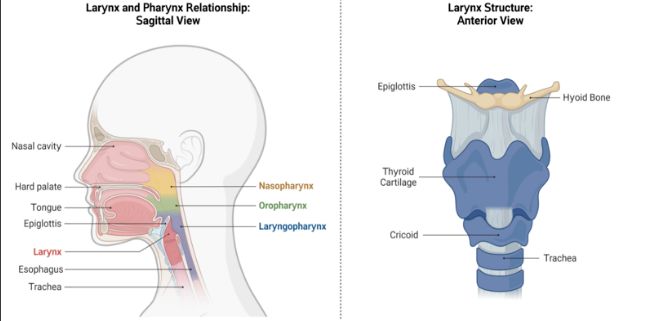 Larynx and Pharynx Relationship:
Sagittal View
Nasal cavity
Hard palate
Tongue
Epiglottis
Larynx
Esophagus
Trachea
Nasopharynx
Oropharynx
Laryngopharynx
Larynx Structure:
Anterior View
Epiglottis
Hyoid Bone
Thyroid
Cartilage
Cricoid
Trachea